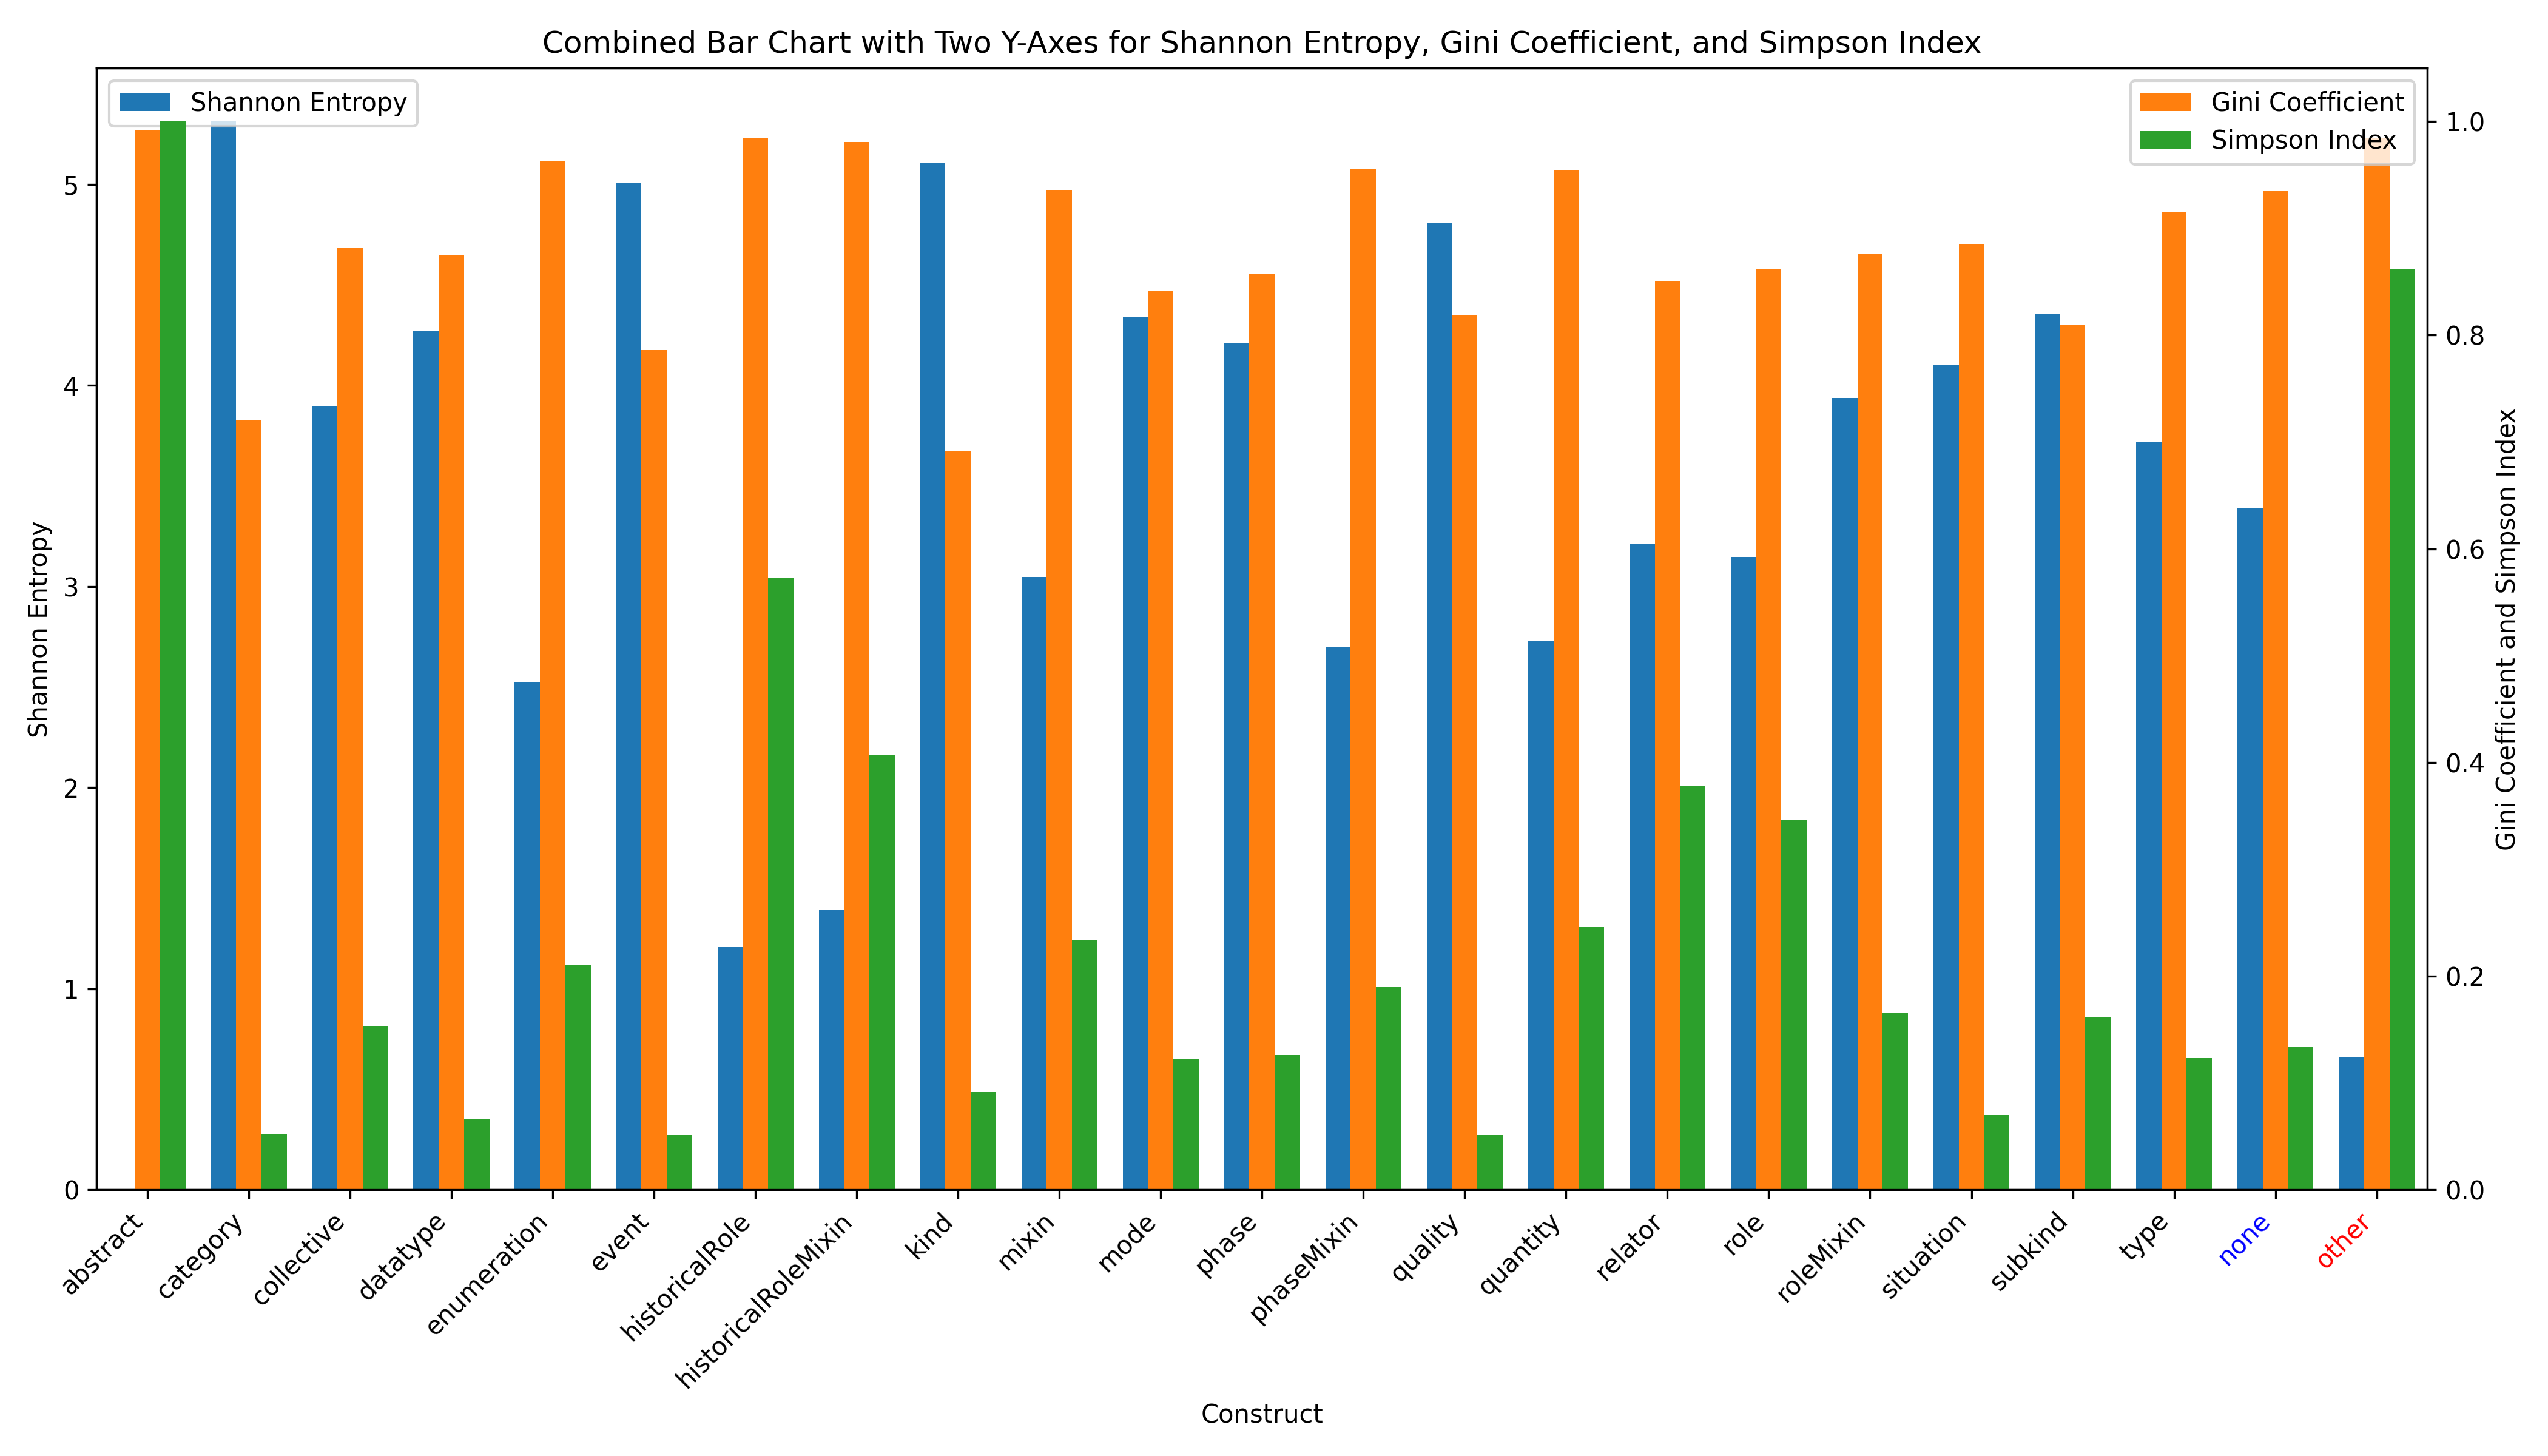 Combined Bar Chart with Two Y-Axes for Shannon Entropy, Gini Coefficient, and Simpson Index
Shannon Entropy
Gini Coefficient
Simpson Index
Shannon Entropy
5
4
3
2
1
0
1.0
0.8
0.6
0.4
0.2
0.0
Gini Coefficient and Simpson Index
abstract
category
collective
datatype
enumeration
event
historicalRole
historicalRoleMixin
kind
mixin
mode
phase
phaseMixin
quality
quantity
relator
role
roleMixin
situation
subkind
type
none
other
Construct